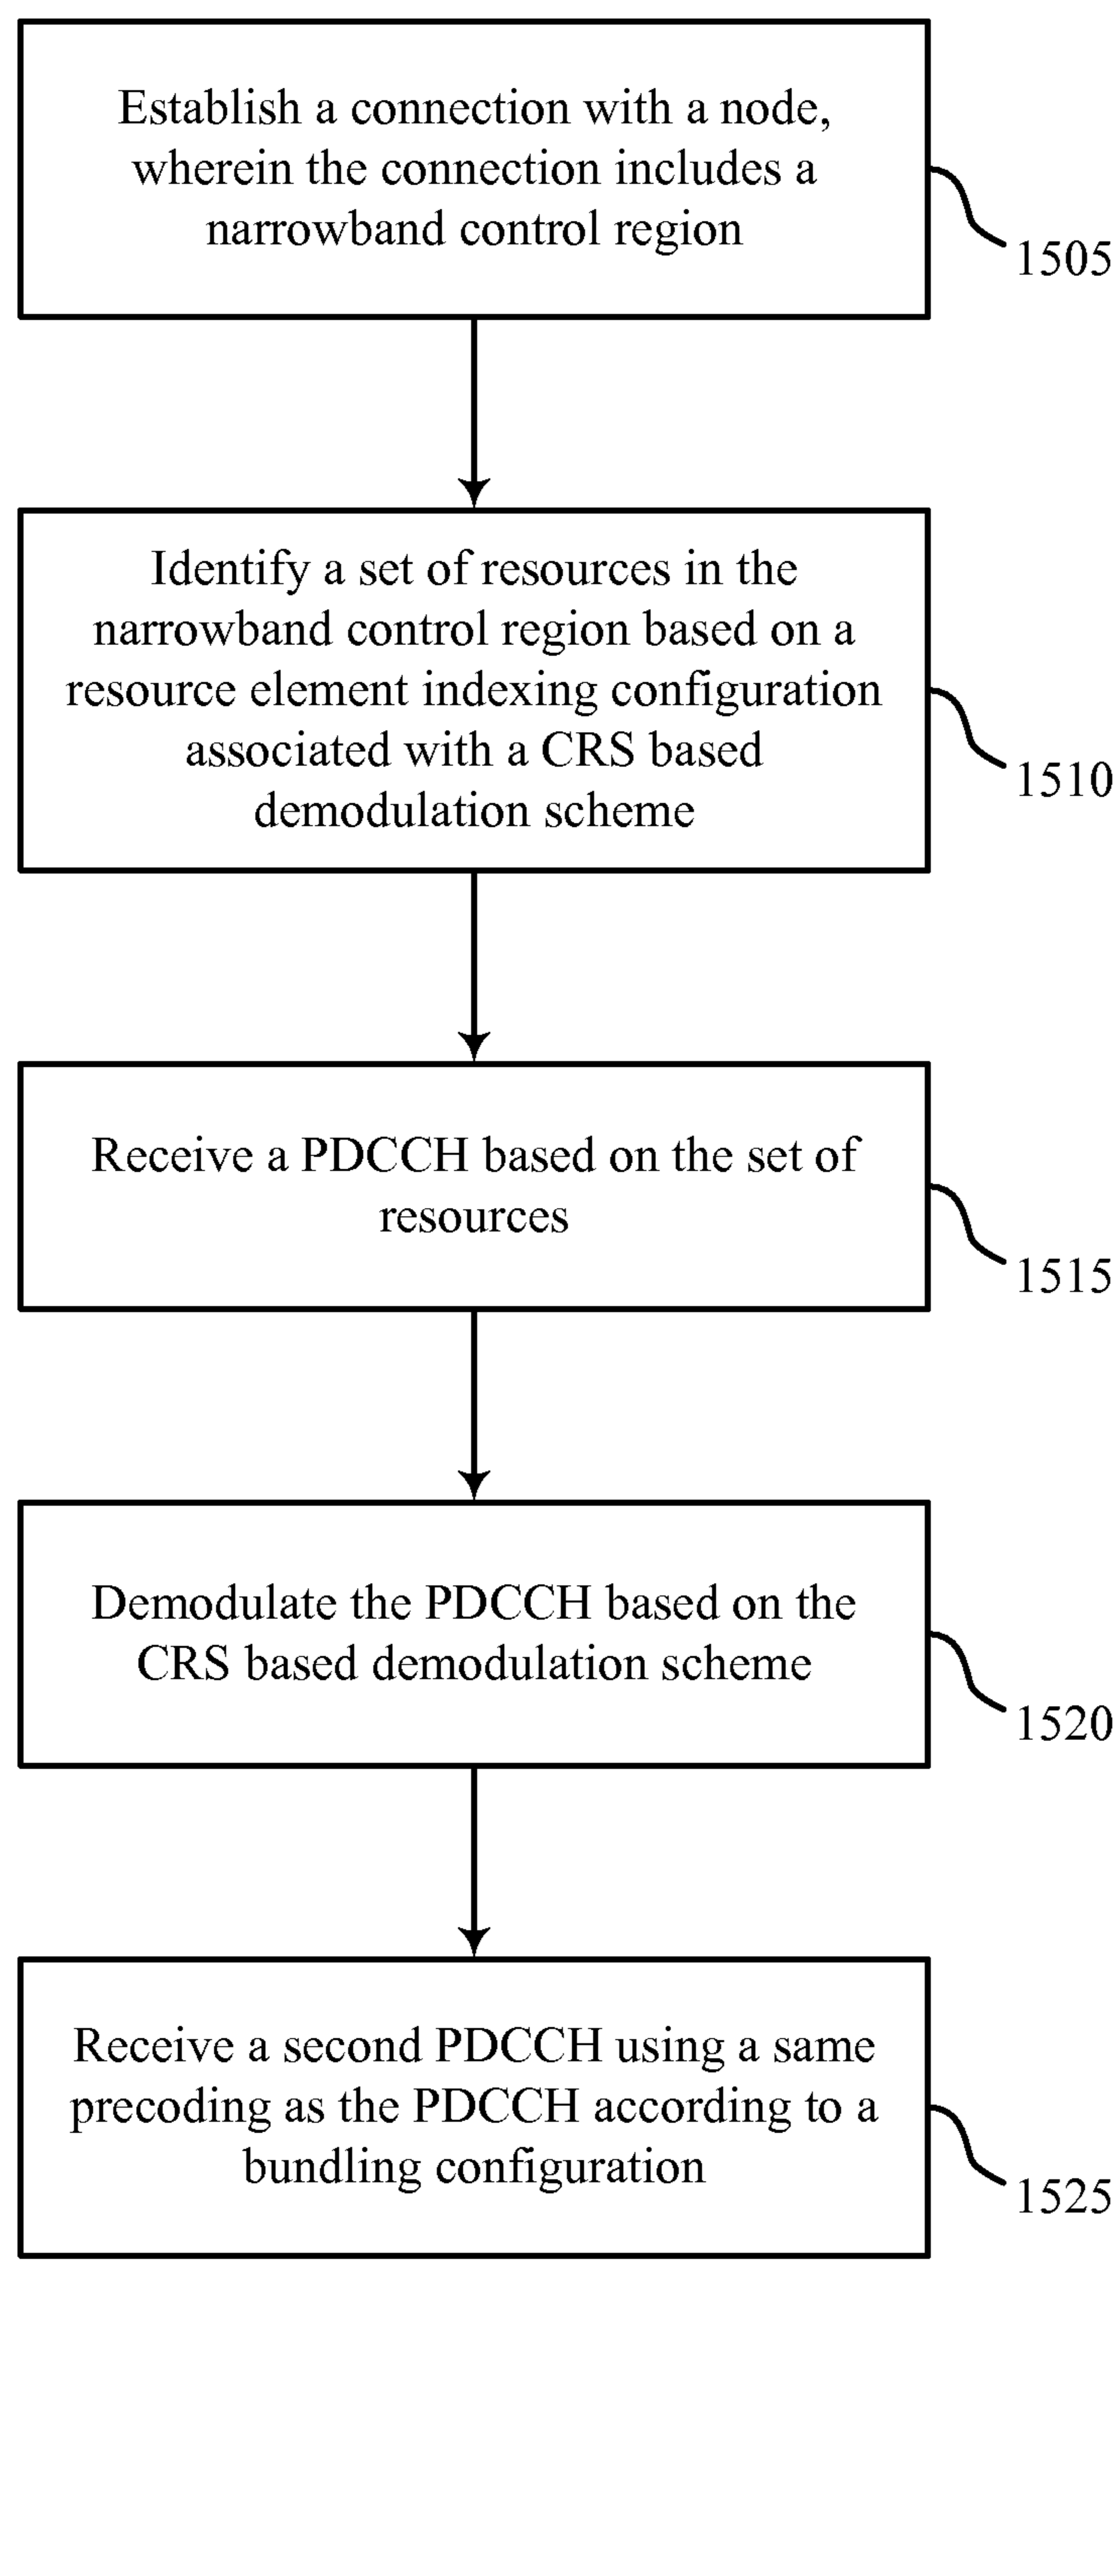 Establish a connection with a node,
wherein the connection includes a
narrowband control region
1505
Identify a set of resources in the
narrowband control region based on a
resource element indexing configuration
associated with a CRS based
demodulation scheme
1510
Receive a PDCCH based on the set of
resources
1515
Demodulate the PDCCH based on the
CRS based demodulation scheme
1520
Receive a second PDCCH using a same
precoding as the PDCCH according to a
bundling configuration
1525